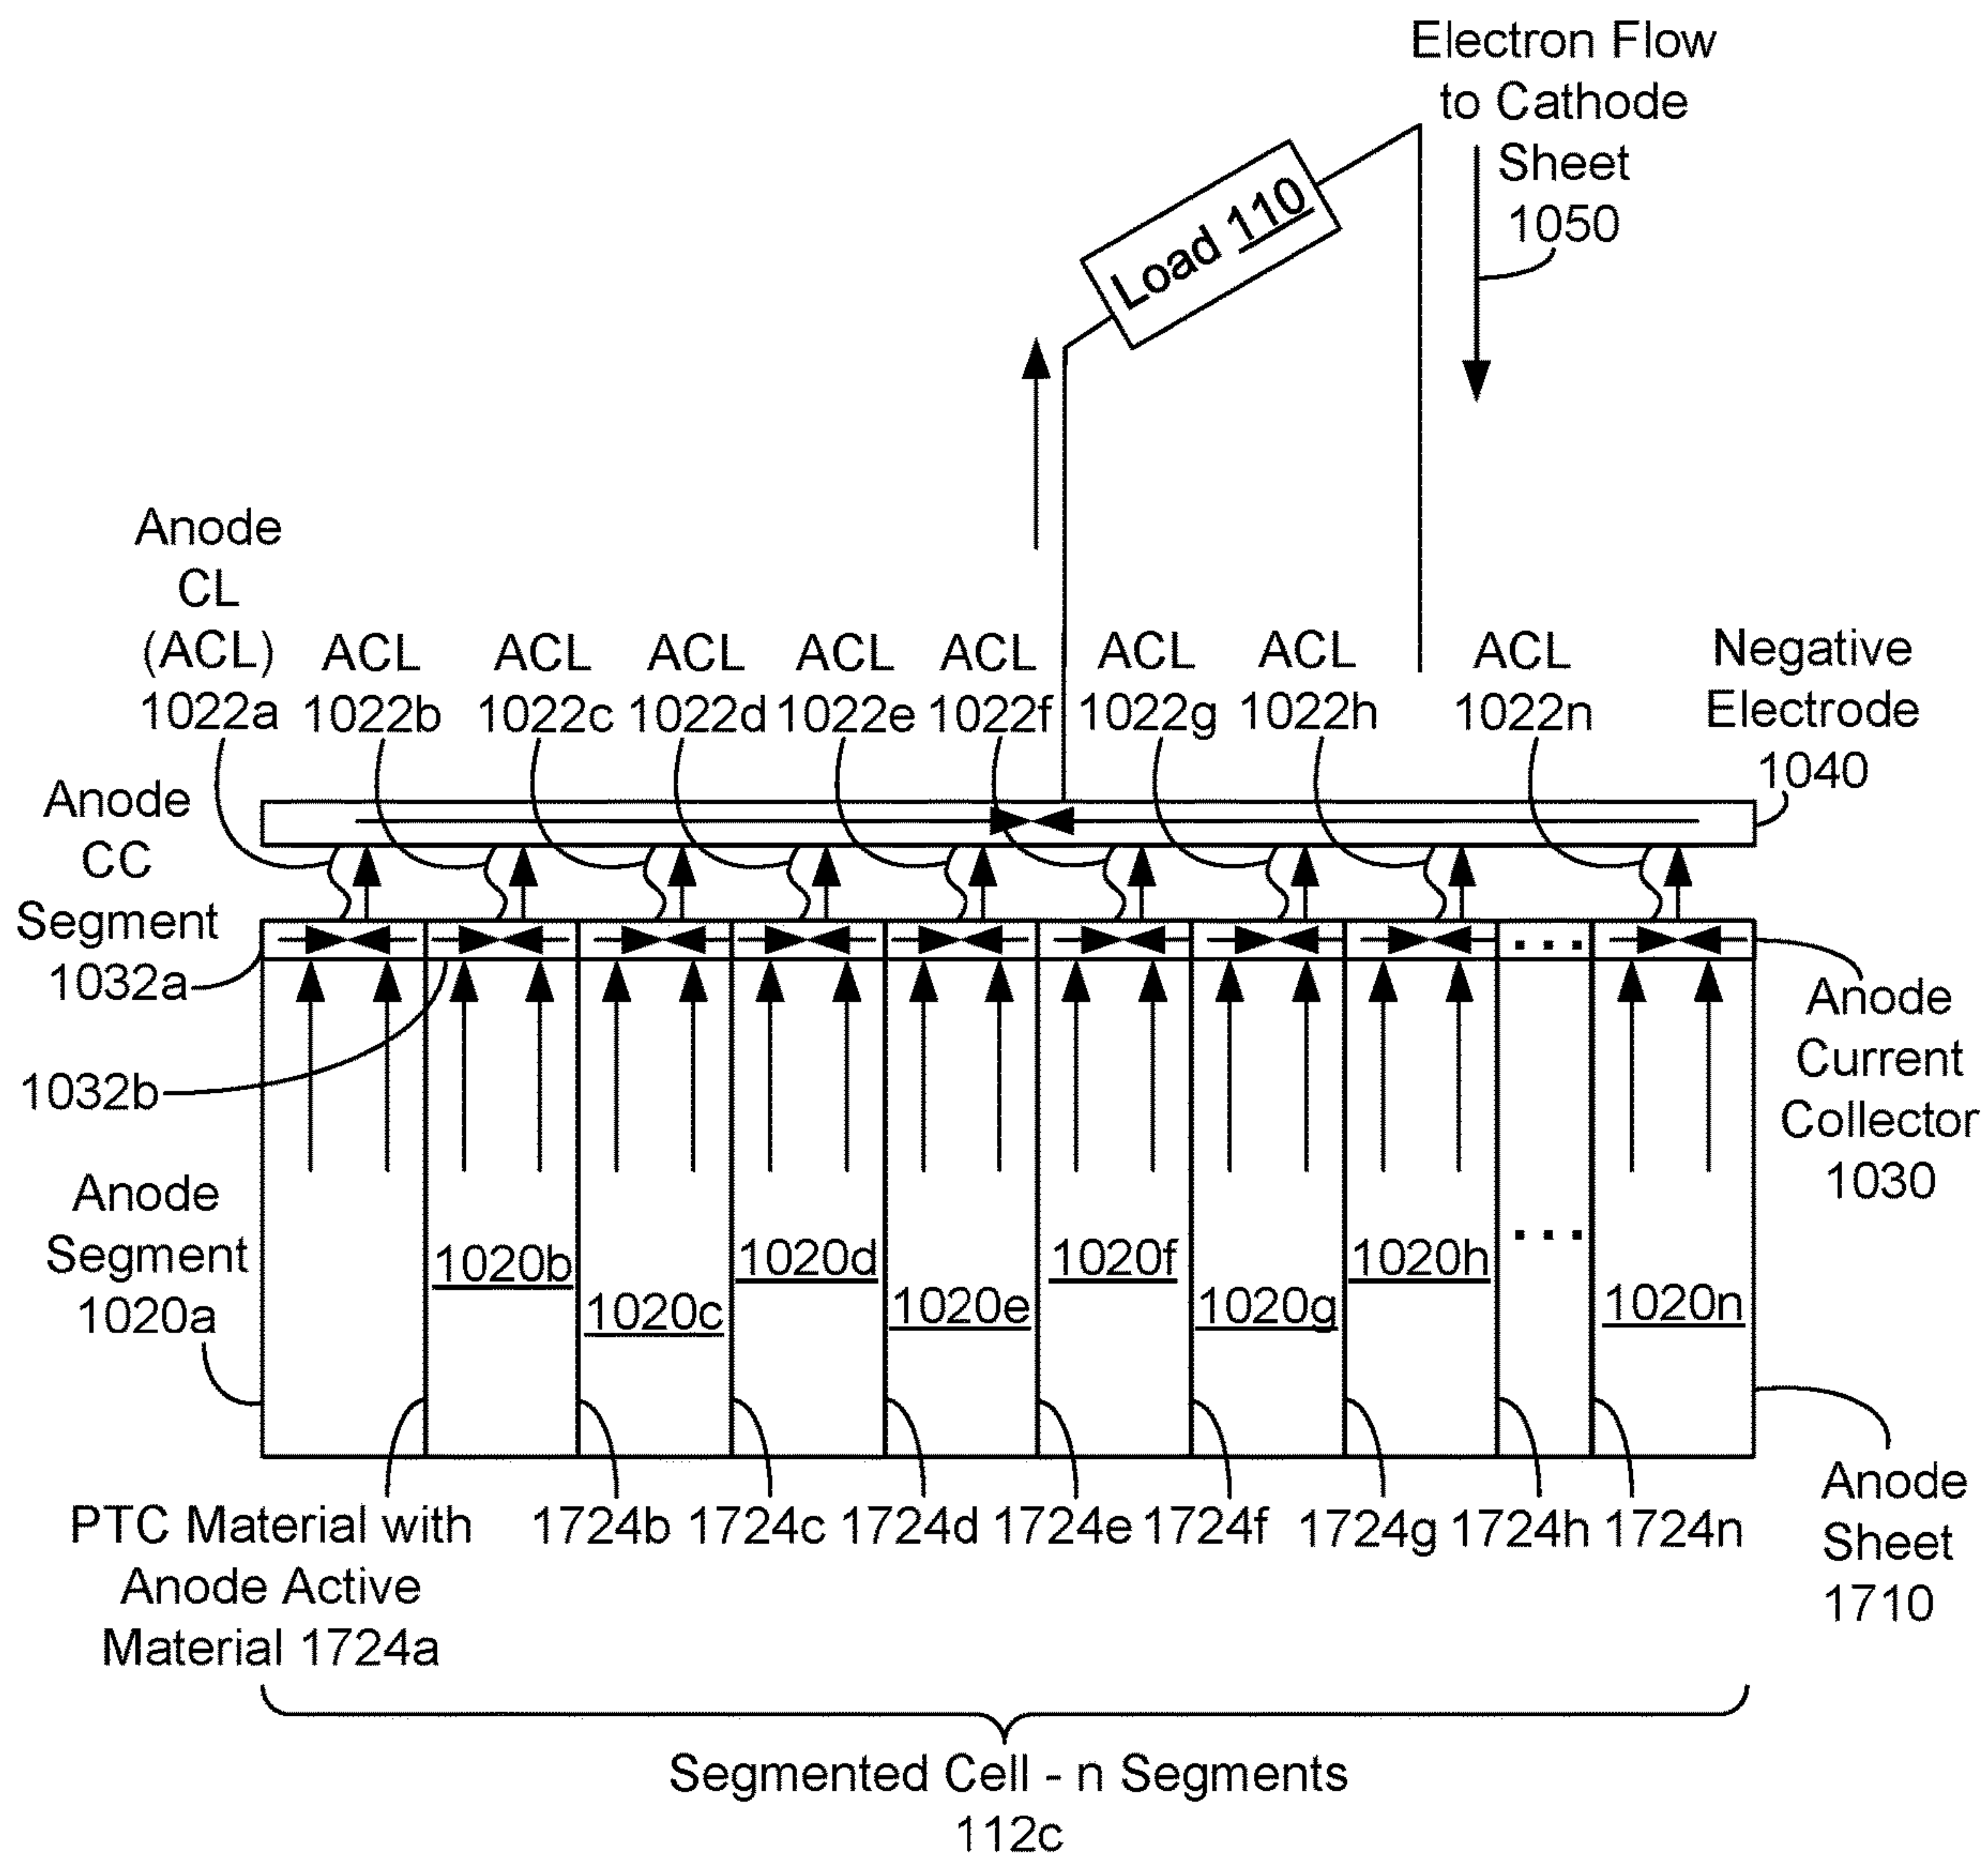 Electron Flow
to Cathode
Sheet
1050
Load 110
Anode
CL
(ACL)
1022a
ACL
1022b
ACL
1022c
ACL
1022d
ACL
1022e
ACL
1022f
ACL
1022g
ACL
1022h
ACL
1022n
Negative
Electrode
1040
Anode
CC
Segment
1032a
1032b
...
Anode
Current
Collector
1030
Anode
Segment
1020a
1020b
1020c
1020d
1020e
1020f
1020g
1020h
...
1020n
PTC Material with
Anode Active
Material 1724a
1724b
1724c
1724d
1724e
1724f
1724g
1724h
1724n
Anode
Sheet
1710
Segmented Cell - n Segments
112c